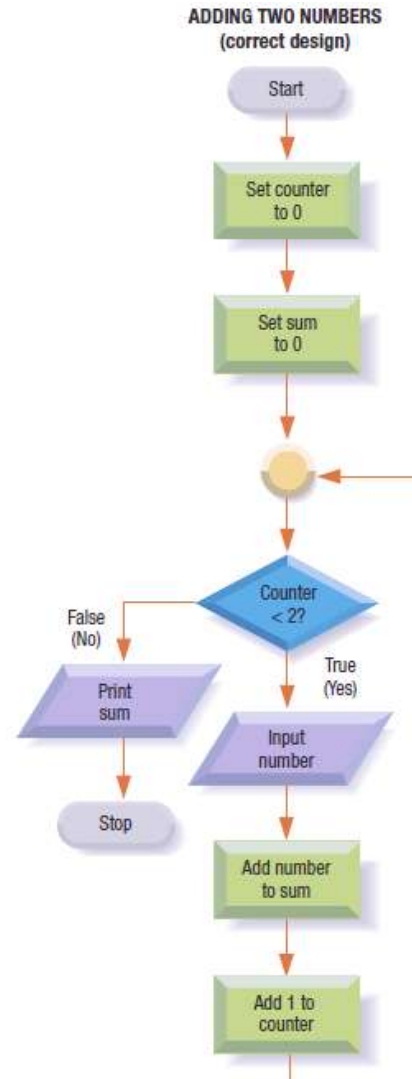 ADDING TWO NUMBERS
(correct design)
Start
Set counter
to 0
Set sum
to 0
Counter
< 2?
False
(No)
True
(Yes)
Print
sum
Input
number
Stop
Add number
to sum
Add 1 to
counter